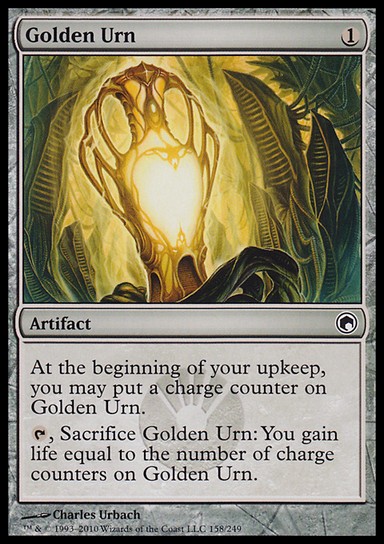 Golden Urn 1
Artifact
At the beginning of your upkeep,
you may put a charge counter on
Golden Urn.
, Sacrifice Golden Urn: You gain
life equal to the number of charge
counters on Golden Urn.
Charles Urbach
™ & © 1993–2010 Wizards of the Coast LLC 158/249